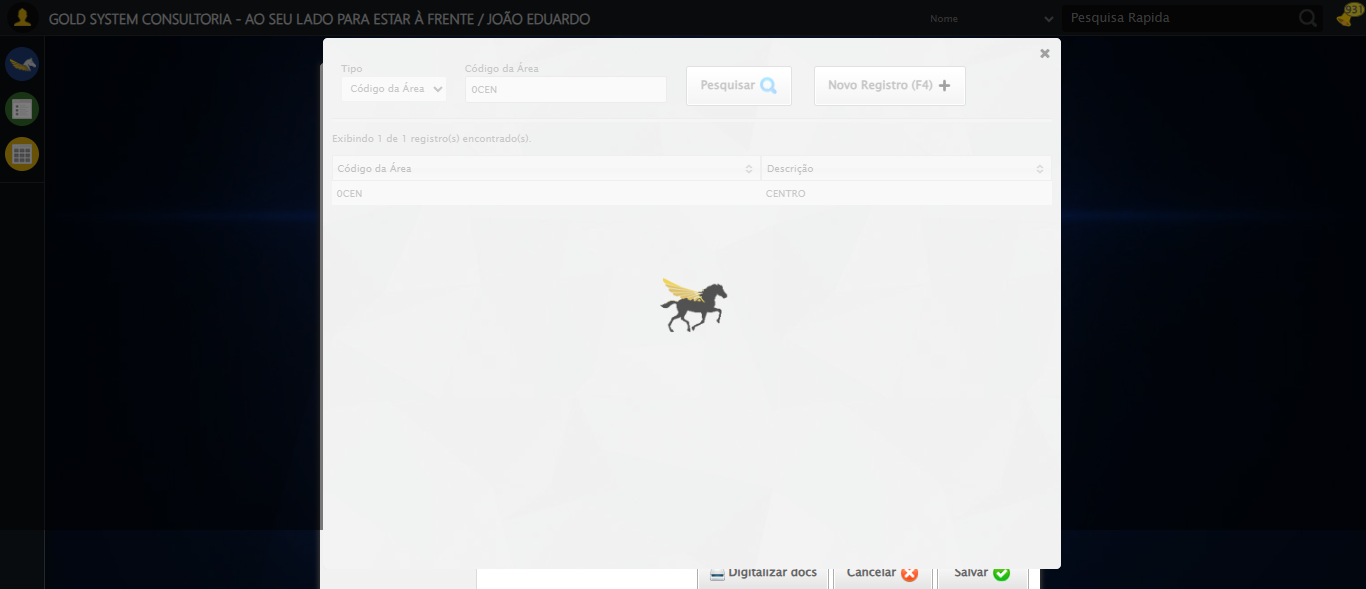 GOLD SYSTEM CONSULTORIA - AO SEU LADO PARA ESTAR À FRENTE / JOÃO EDUARDO
Nome
Pesquisa Rapida
931
Tipo
Código da Área
Código da Área
0CEN
Pesquisar
Novo Registro (F4)
Exibindo 1 de 1 registro(s) encontrado(s).
Código da Área
Descrição
0CEN
CENTRO
Digitalizar docs
Cancelar
Salvar